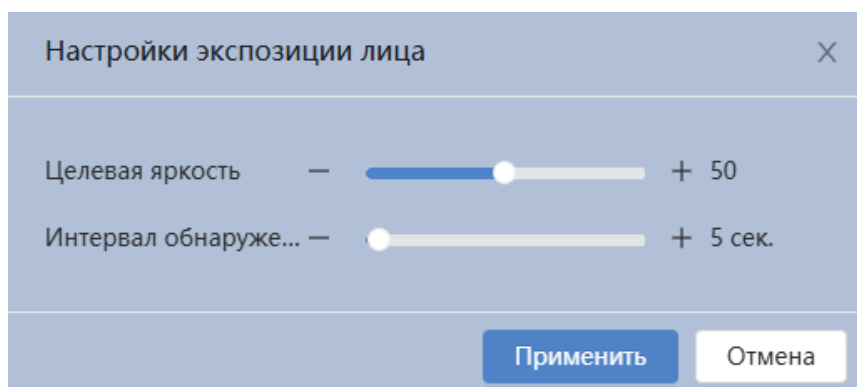 Настройки экспозиции лица
Целевая яркость 50
Интервал обнаруже... 5 сек.
Применить Отмена